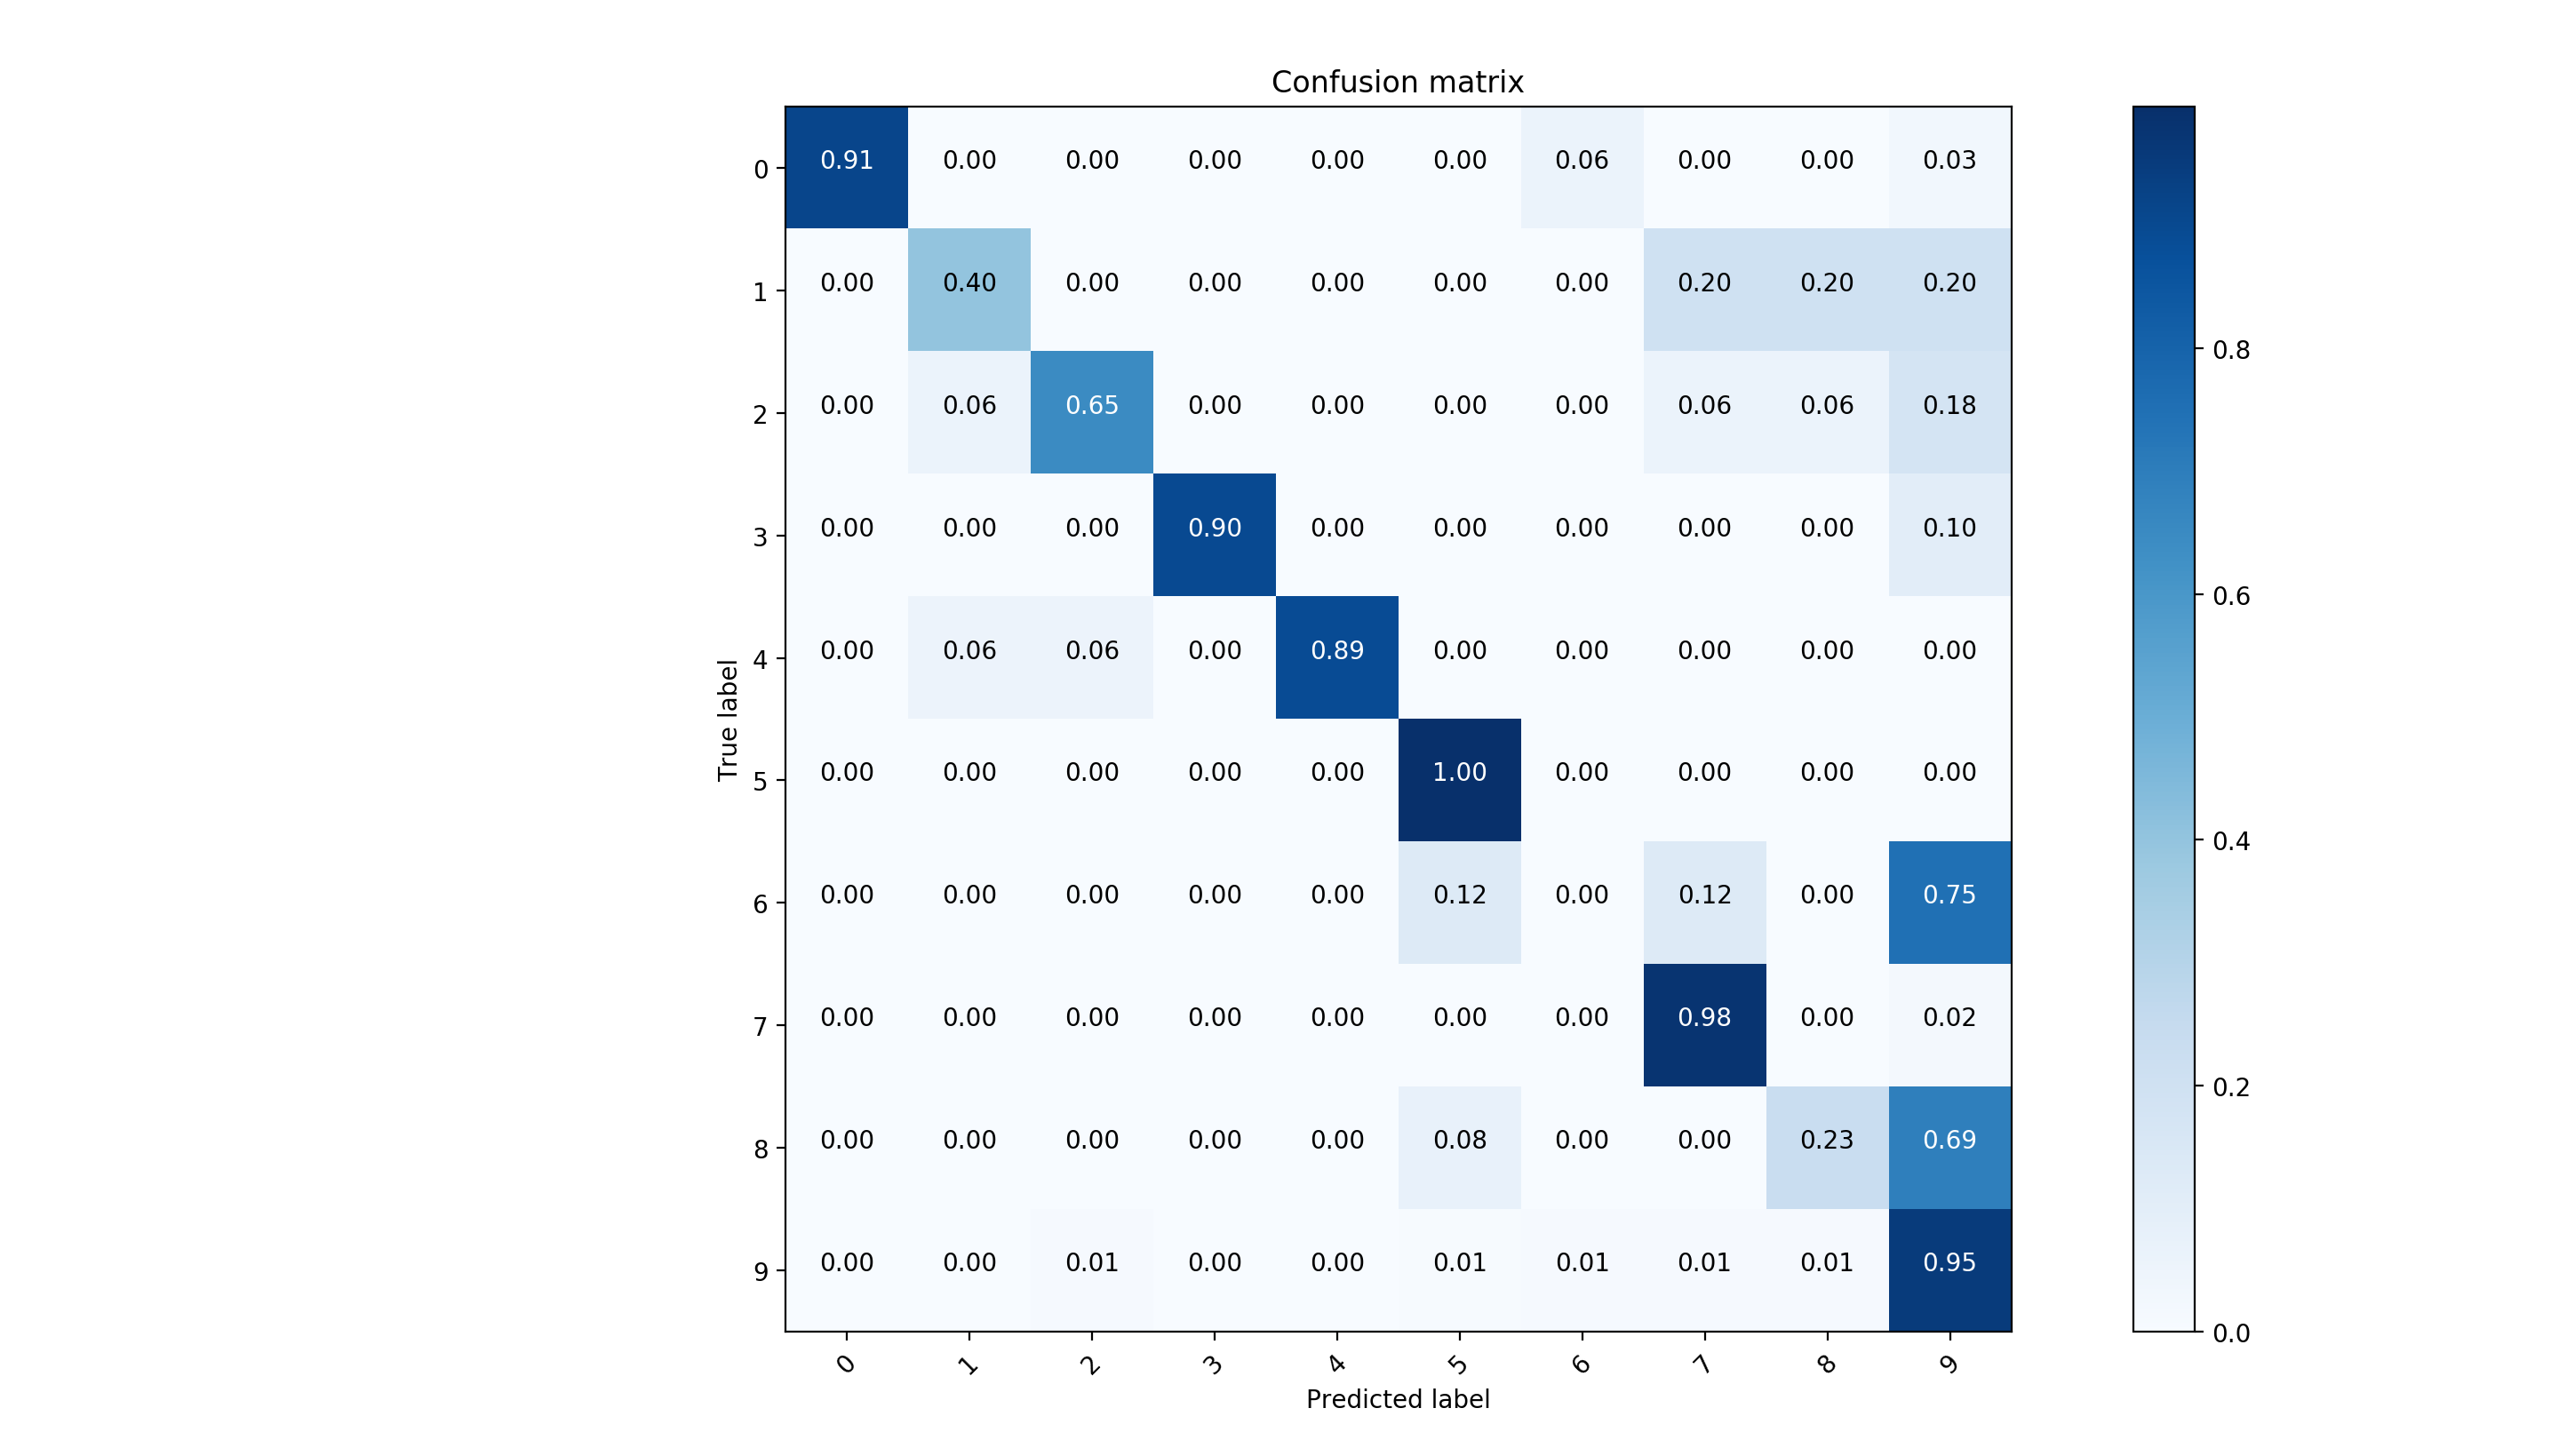 Confusion matrix
0 0.91 0.00 0.00 0.00 0.00 0.00 0.06 0.00 0.00 0.03
1 0.00 0.40 0.00 0.00 0.00 0.00 0.00 0.20 0.20 0.20
2 0.00 0.06 0.65 0.00 0.00 0.00 0.00 0.06 0.06 0.18
3 0.00 0.00 0.00 0.90 0.00 0.00 0.00 0.00 0.00 0.10
4 0.00 0.06 0.06 0.00 0.89 0.00 0.00 0.00 0.00 0.00
5 0.00 0.00 0.00 0.00 0.00 1.00 0.00 0.00 0.00 0.00
6 0.00 0.00 0.00 0.00 0.00 0.12 0.00 0.12 0.00 0.75
7 0.00 0.00 0.00 0.00 0.00 0.00 0.00 0.98 0.00 0.02
8 0.00 0.00 0.00 0.00 0.00 0.08 0.00 0.00 0.23 0.69
9 0.00 0.00 0.01 0.00 0.00 0.01 0.01 0.01 0.01 0.95
0 1 2 3 4 5 6 7 8 9
Predicted label
True label
0.8
0.6
0.4
0.2
0.0